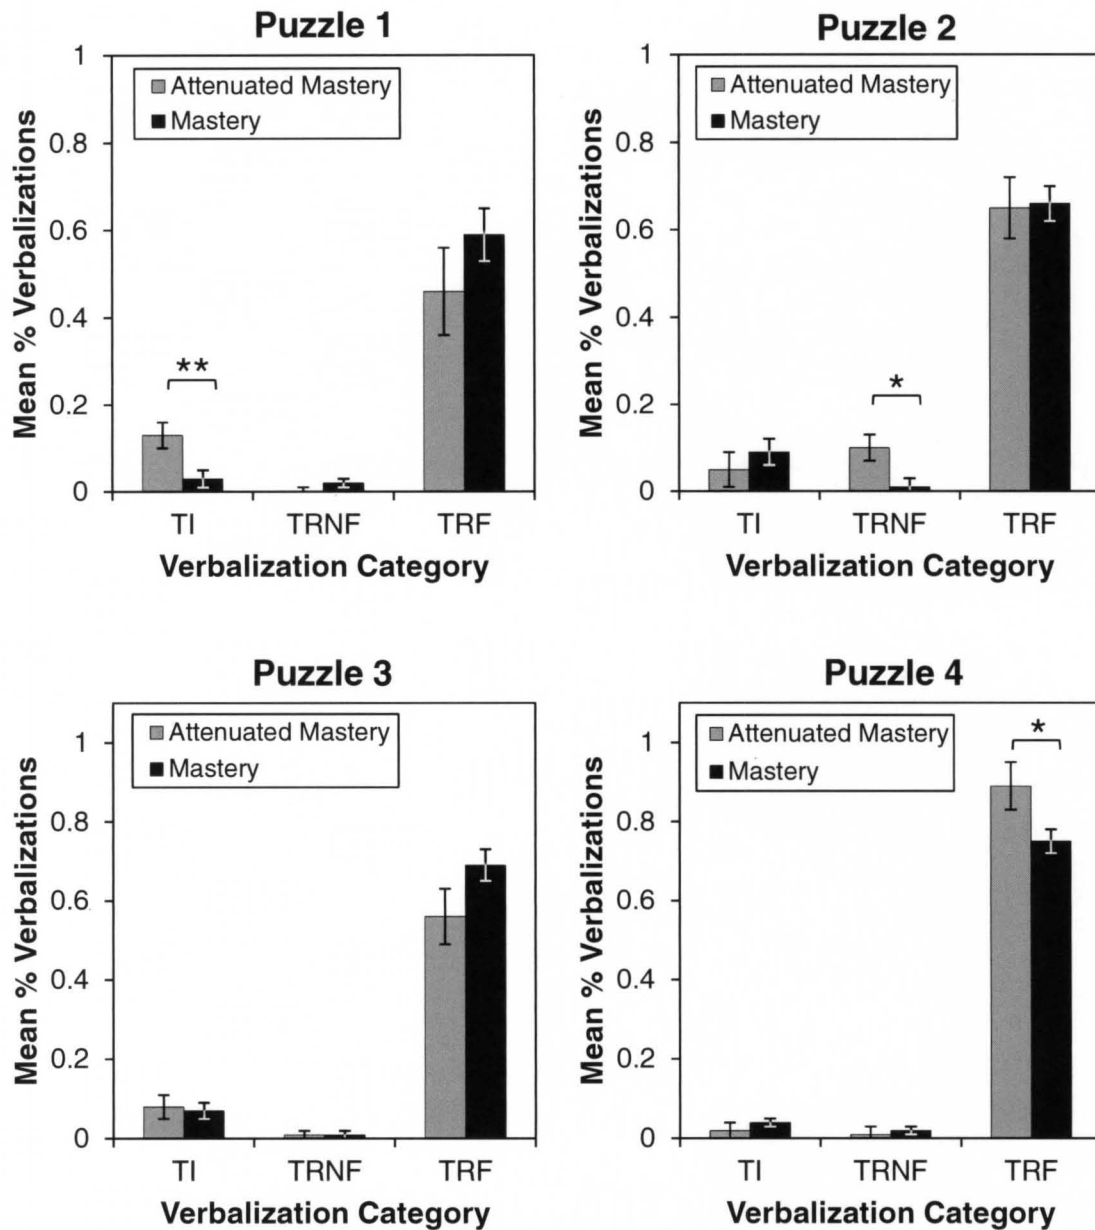 Puzzle 1
Mean % Verbalizations
1
0.8
0.6
0.4
0.2
0
Attenuated Mastery
Mastery
**
TI
TRNF
TRF
Verbalization Category
Puzzle 2
Mean % Verbalizations
1
0.8
0.6
0.4
0.2
0
Attenuated Mastery
Mastery
*
TI
TRNF
TRF
Verbalization Category
Puzzle 3
Mean % Verbalizations
1
0.8
0.6
0.4
0.2
0
Attenuated Mastery
Mastery
TI
TRNF
TRF
Verbalization Category
Puzzle 4
Mean % Verbalizations
1
0.8
0.6
0.4
0.2
0
Attenuated Mastery
Mastery
*
TI
TRNF
TRF
Verbalization Category